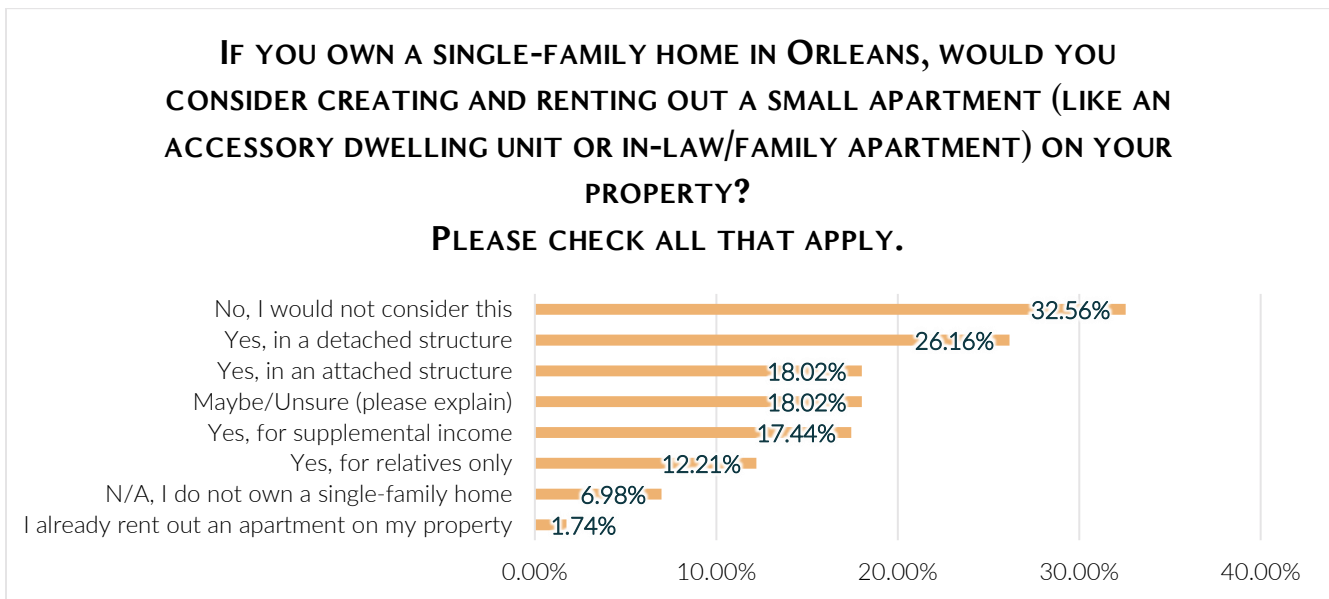 If you own a single-family home in Orleans, would you
consider creating and renting out a small apartment (like an
accessory dwelling unit or in-law/family apartment) on your
property?
Please check all that apply.
No, I would not consider this 32.56%
Yes, in a detached structure 26.16%
Yes, in an attached structure 18.02%
Maybe/Unsure (please explain) 18.02%
Yes, for supplemental income 17.44%
Yes, for relatives only 12.21%
N/A, I do not own a single-family home 6.98%
I already rent out an apartment on my property 1.74%
0.00% 10.00% 20.00% 30.00% 40.00%